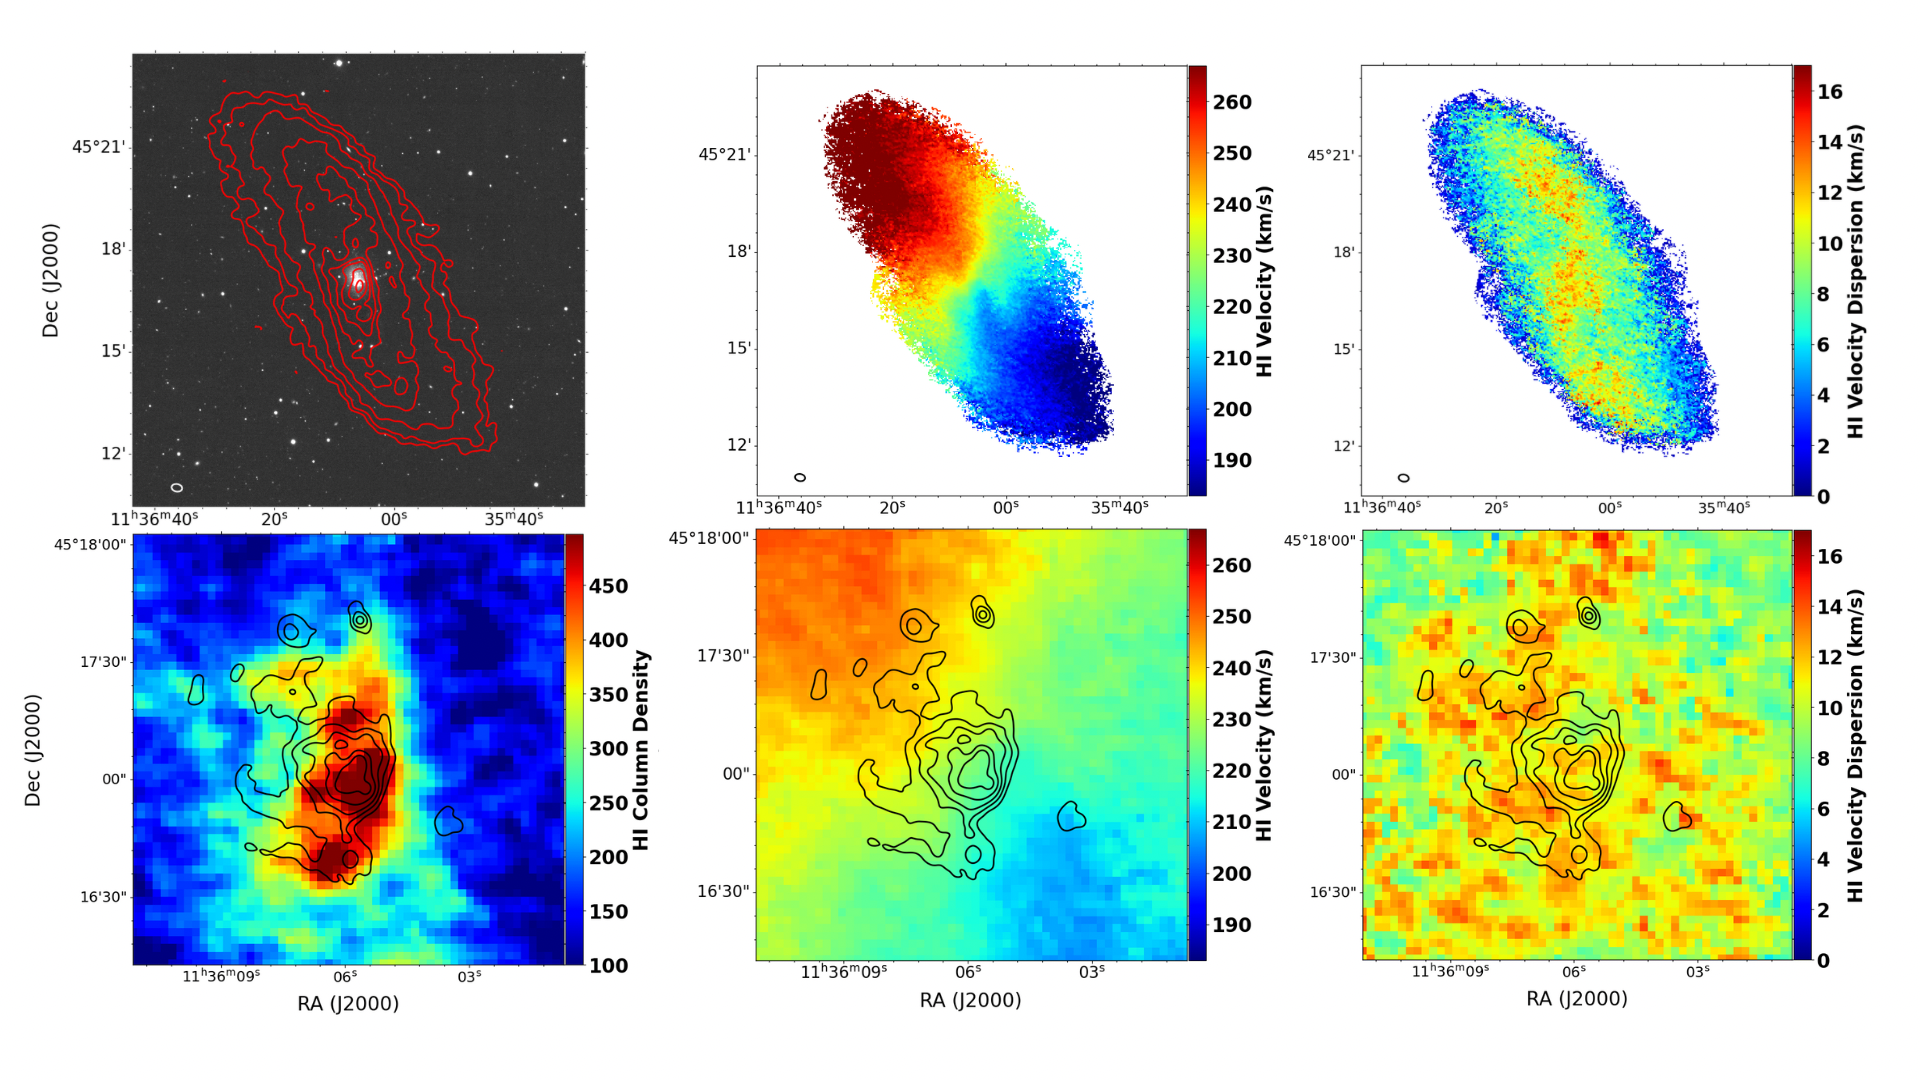 Dec (J2000)
45°21'
18'
15'
12'
11ʰ36ᵐ40ˢ
20ˢ
00ˢ
35ᵐ40ˢ
45°21'
18'
15'
12'
11ʰ36ᵐ40ˢ
20ˢ
00ˢ
35ᵐ40ˢ
260
250
240
230
220
210
200
190
HI Velocity (km/s)
45°21'
18'
15'
12'
11ʰ36ᵐ40ˢ
20ˢ
00ˢ
35ᵐ40ˢ
16
14
12
10
8
6
4
2
0
HI Velocity Dispersion (km/s)
Dec (J2000)
45°18'00"
17'30"
00"
16'30"
11ʰ36ᵐ09ˢ
06ˢ
03ˢ
RA (J2000)
450
400
350
300
250
200
150
100
HI Column Density
45°18'00"
17'30"
00"
16'30"
11ʰ36ᵐ09ˢ
06ˢ
03ˢ
RA (J2000)
260
250
240
230
220
210
200
190
HI Velocity (km/s)
45°18'00"
17'30"
00"
16'30"
11ʰ36ᵐ09ˢ
06ˢ
03ˢ
RA (J2000)
16
14
12
10
8
6
4
2
0
HI Velocity Dispersion (km/s)